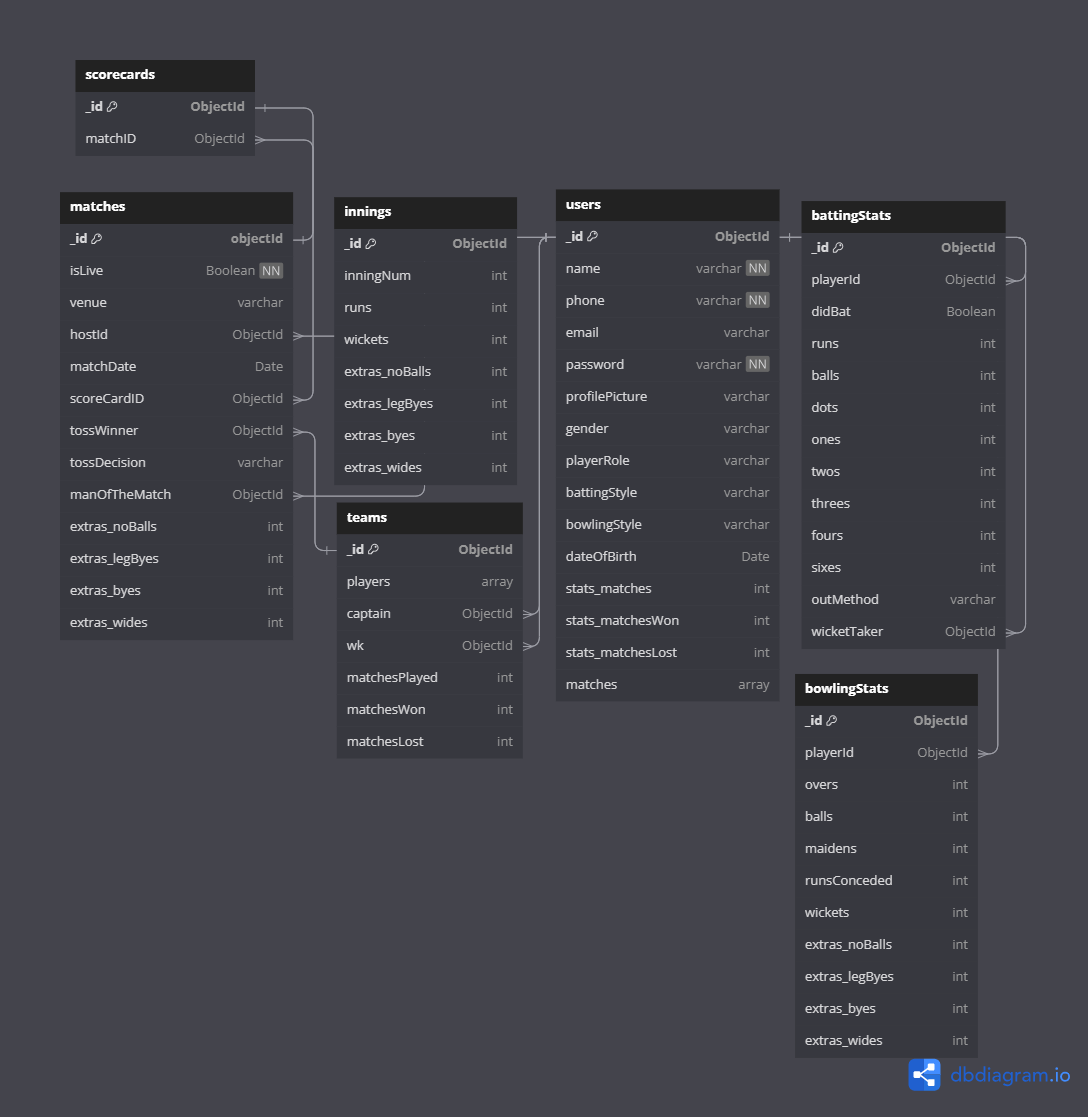 scorecards
_id ObjectId
matchID ObjectId
matches
_id objectId
isLive Boolean NN
venue varchar
hostId ObjectId
matchDate Date
scoreCardID ObjectId
tossWinner ObjectId
tossDecision varchar
manOfTheMatch ObjectId
extras_noBalls int
extras_legByes int
extras_byes int
extras_wides int
innings
_id ObjectId
inningNum int
runs int
wickets int
extras_noBalls int
extras_legByes int
extras_byes int
extras_wides int
teams
_id ObjectId
players array
captain ObjectId
wk ObjectId
matchesPlayed int
matchesWon int
matchesLost int
users
_id ObjectId
name varchar NN
phone varchar NN
email varchar
password varchar NN
profilePicture varchar
gender varchar
playerRole varchar
battingStyle varchar
bowlingStyle varchar
dateOfBirth Date
stats_matches int
stats_matchesWon int
stats_matchesLost int
matches array
battingStats
_id ObjectId
playerId ObjectId
didBat Boolean
runs int
balls int
dots int
ones int
twos int
threes int
fours int
sixes int
outMethod varchar
wicketTaker ObjectId
bowlingStats
_id ObjectId
playerId ObjectId
overs int
balls int
maidens int
runsConceded int
wickets int
extras_noBalls int
extras_legByes int
extras_byes int
extras_wides int
dbdiagram.io